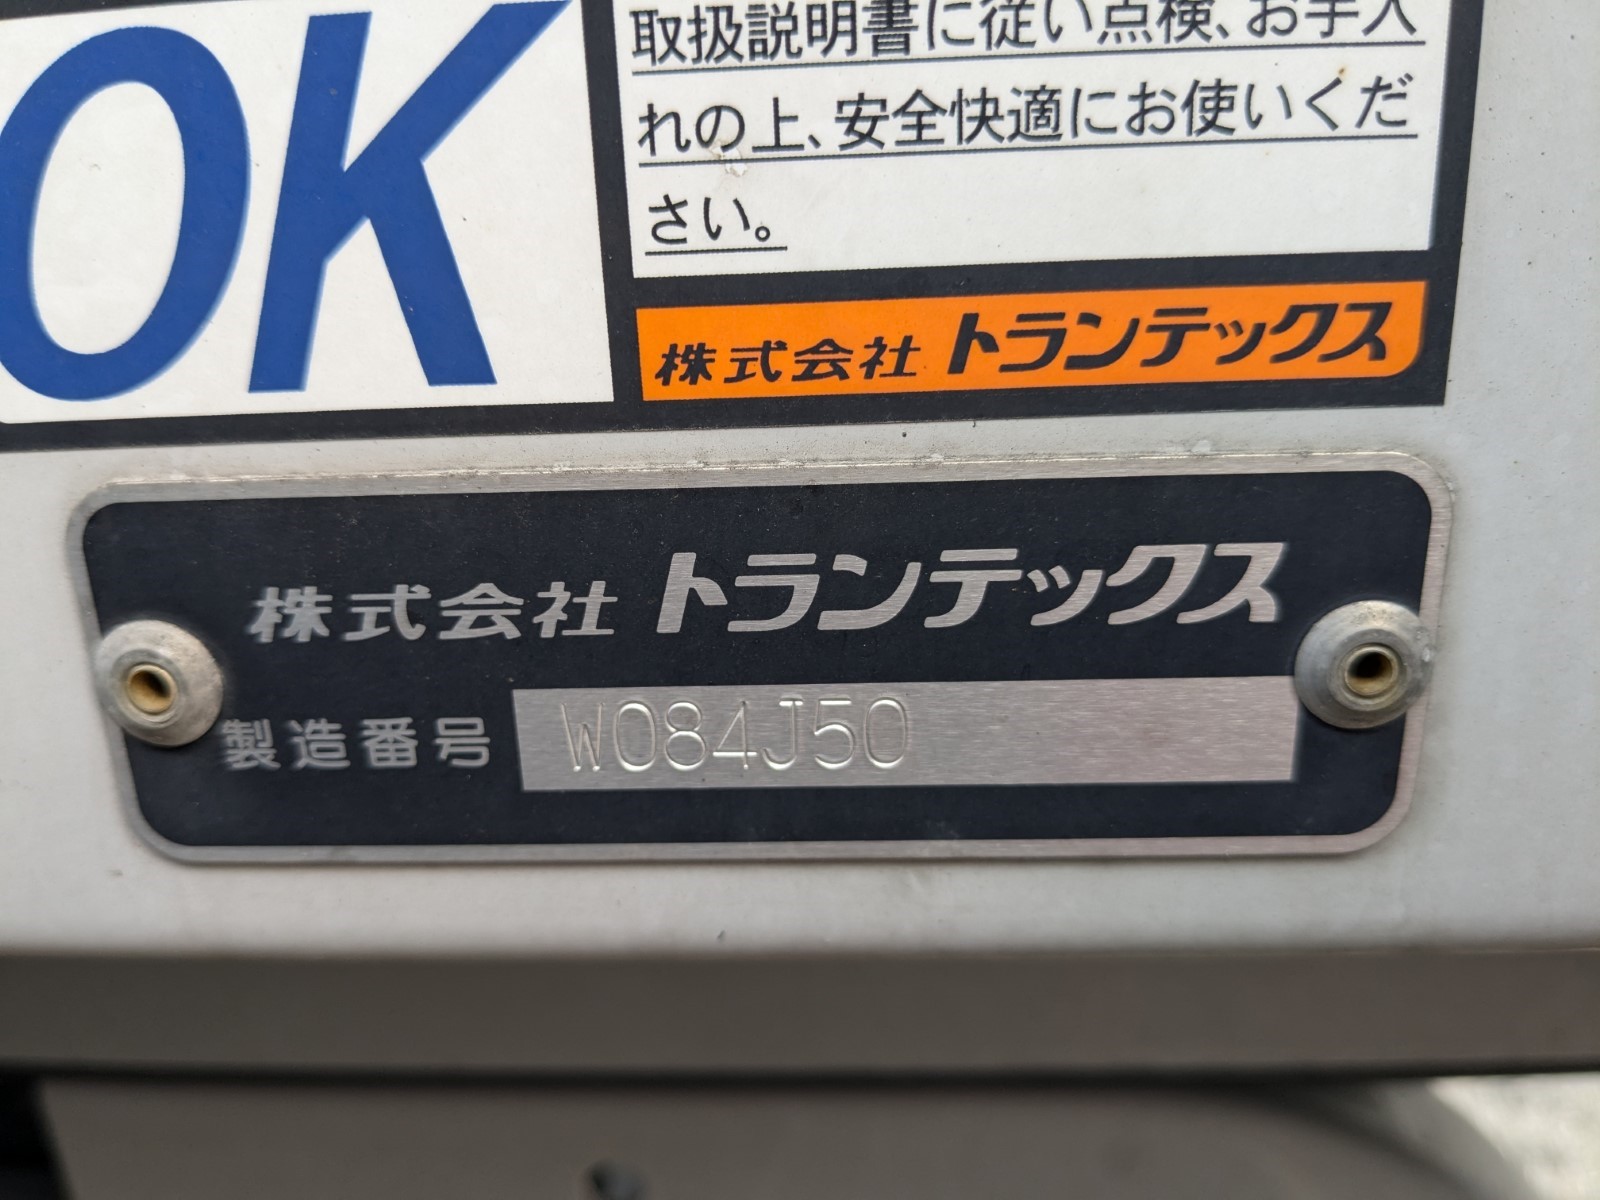 OK
取扱説明書に従い点検、お手入
れの上、安全快適にお使いくだ
さい。
株式会社トランテックス
株式会社トランテックス
製造番号 W084J50